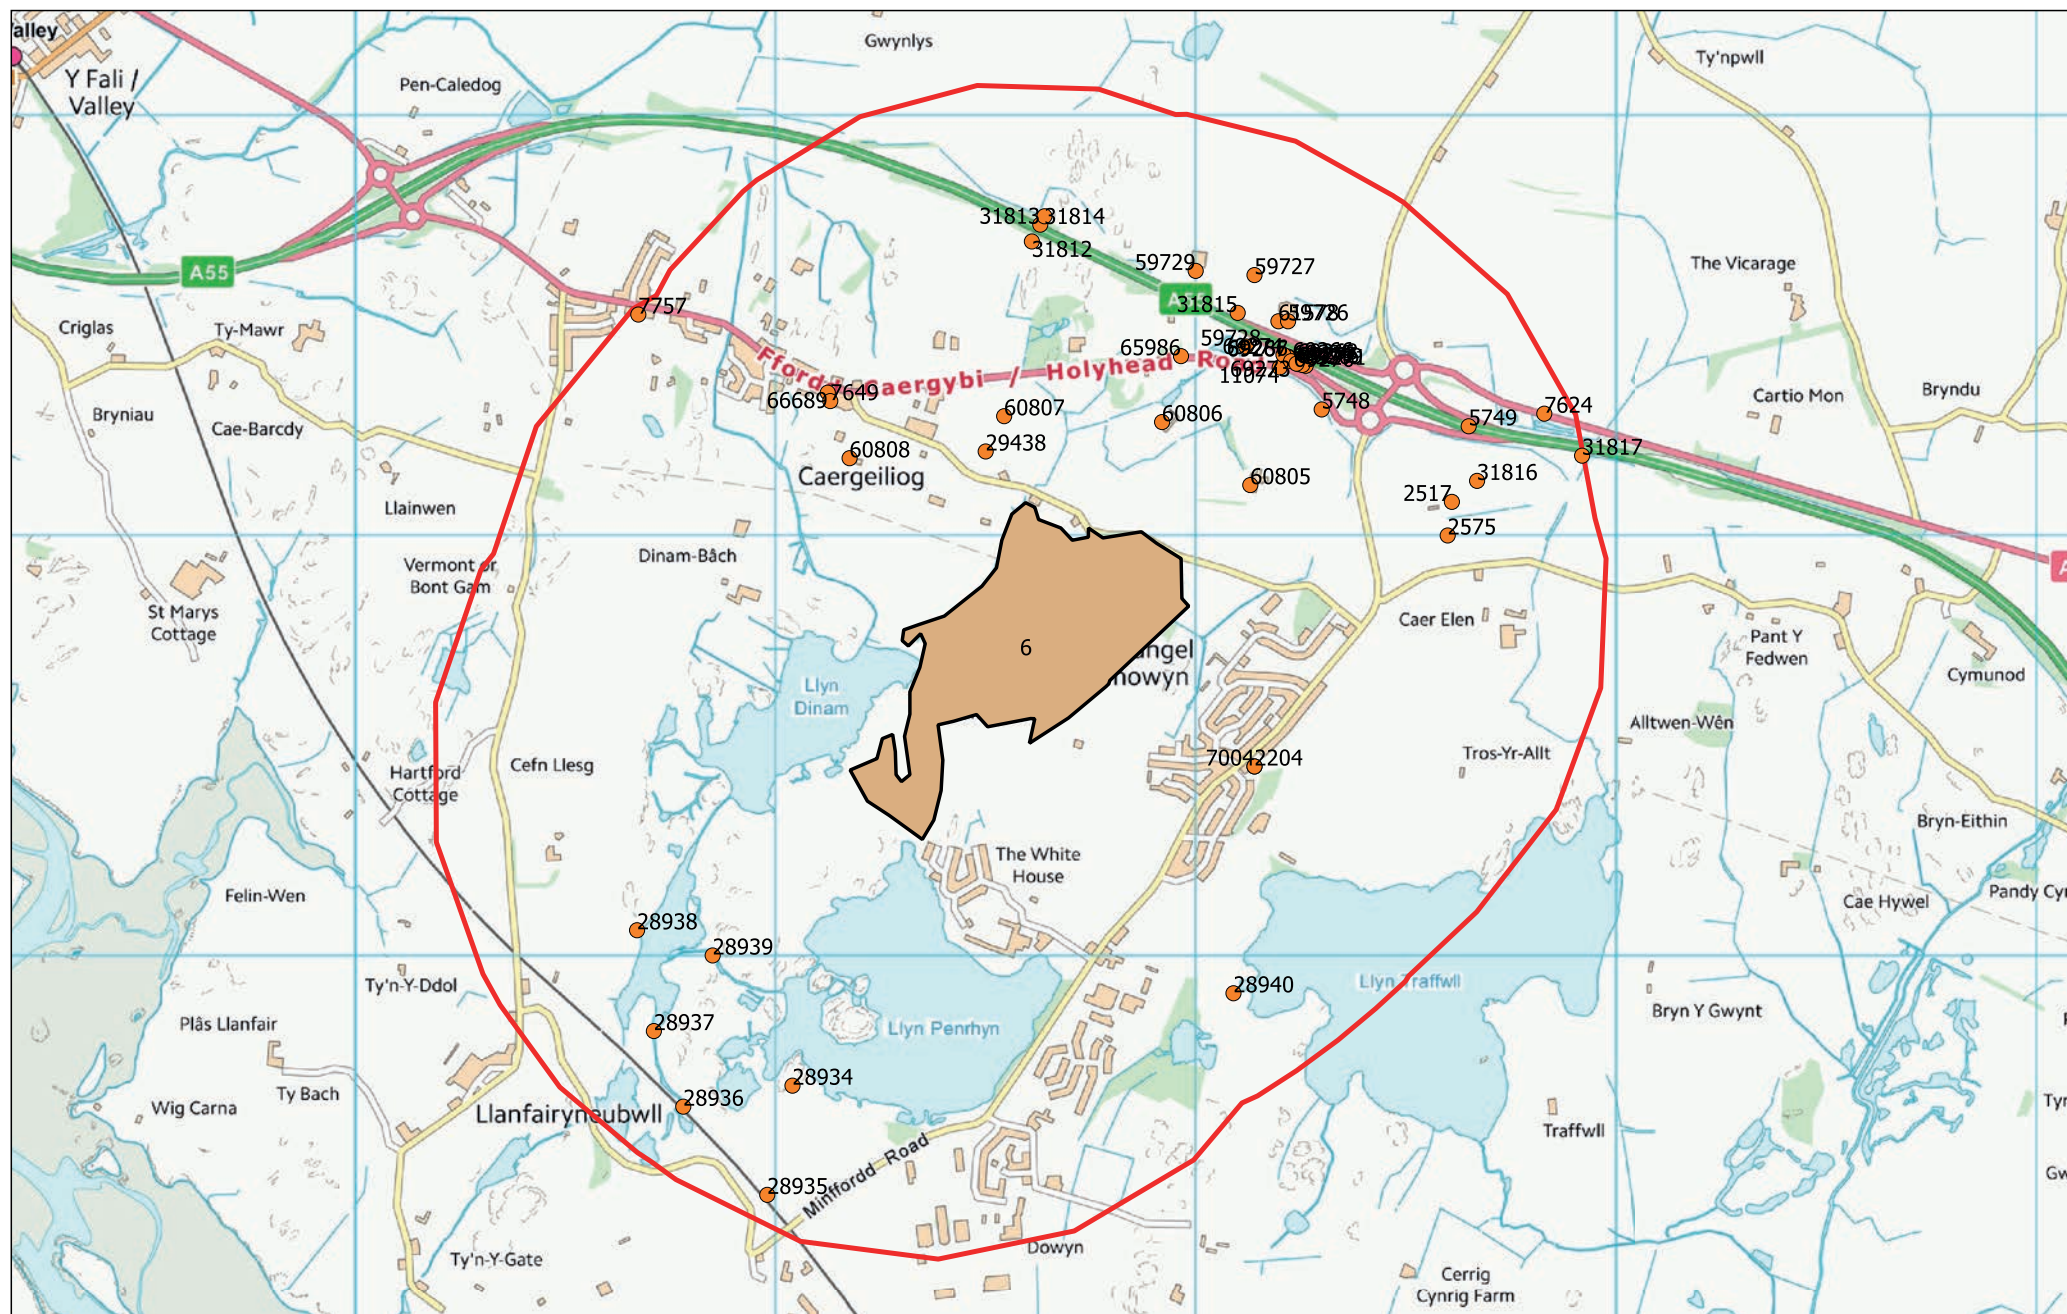 alley
Y Fali /
Valley
Pen-Caledog
Gwynlys
Ty'npwll
A55
31813
31814
31812
59729
59727
The Vicarage
A55
31815
Criglas
Ty-Mawr
7757
59728
65986
Ffordd Caergybi / Holyhead Road
11074
Bryniau
Cae-Barcdy
66689
7649
60807
60806
5748
5749
7624
Cartio Mon
Bryndu
60808
Caergeiliog
29438
60805
31817
31816
2517
2575
Llainwen
Vermont or
Bont Gam
Dinam-Bâch
St Marys
Cottage
Caer Elen
Pant Y
Fedwen
Cymunod
6
angel
nowyn
Llyn
Dinam
Alltwen-Wên
Hartford
Cottage
Cefn Llesg
70042204
Tros-Yr-Allt
Bryn-Eithin
The White
House
Felin-Wen
Cae Hywel
Pandy Cyn
28938
28939
Ty'n-Y-Ddol
28940
Llyn Traffwll
Plâs Llanfair
28937
Llyn Penrhyn
Bryn Y Gwynt
Wig Carna
Ty Bach
28934
28936
Llanfairyneubwll
Traffwll
Minffordd Road
28935
Ty'n-Y-Gate
Dowyn
Cerrig
Cynrig Farm